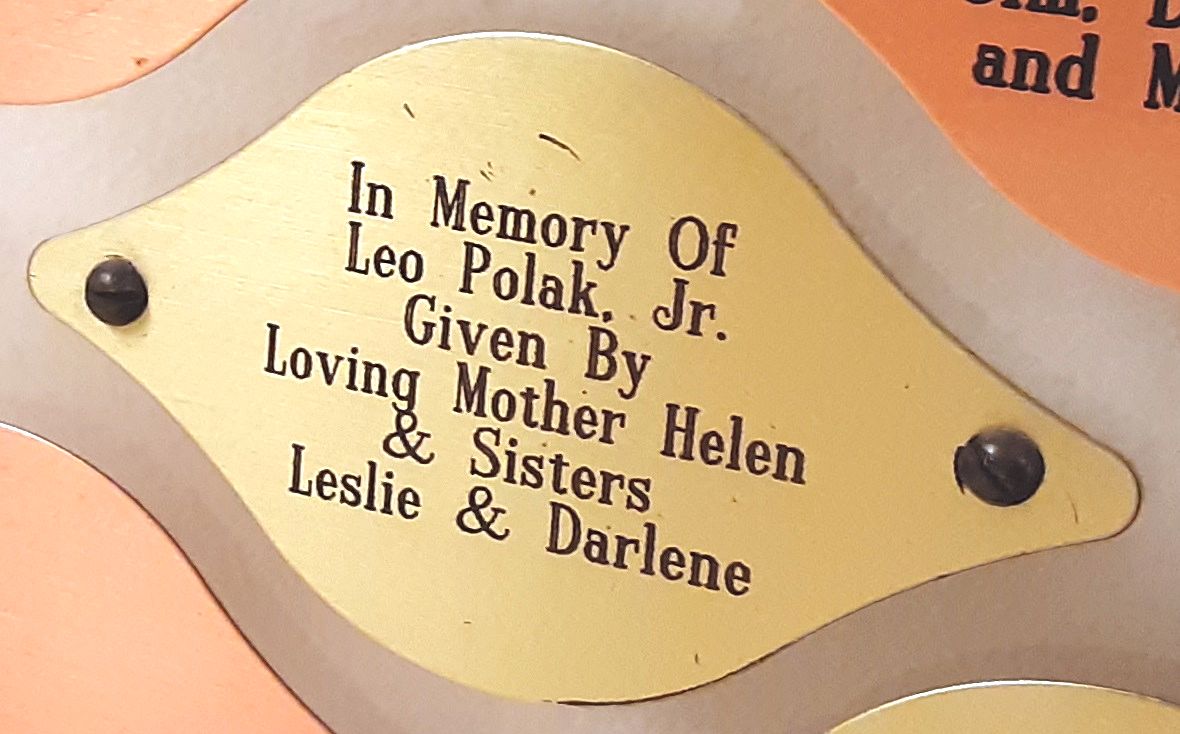 and
In Memory Of
Leo Polak, Jr.
Given By
Loving Mother Helen
& Sisters
Leslie & Darlene